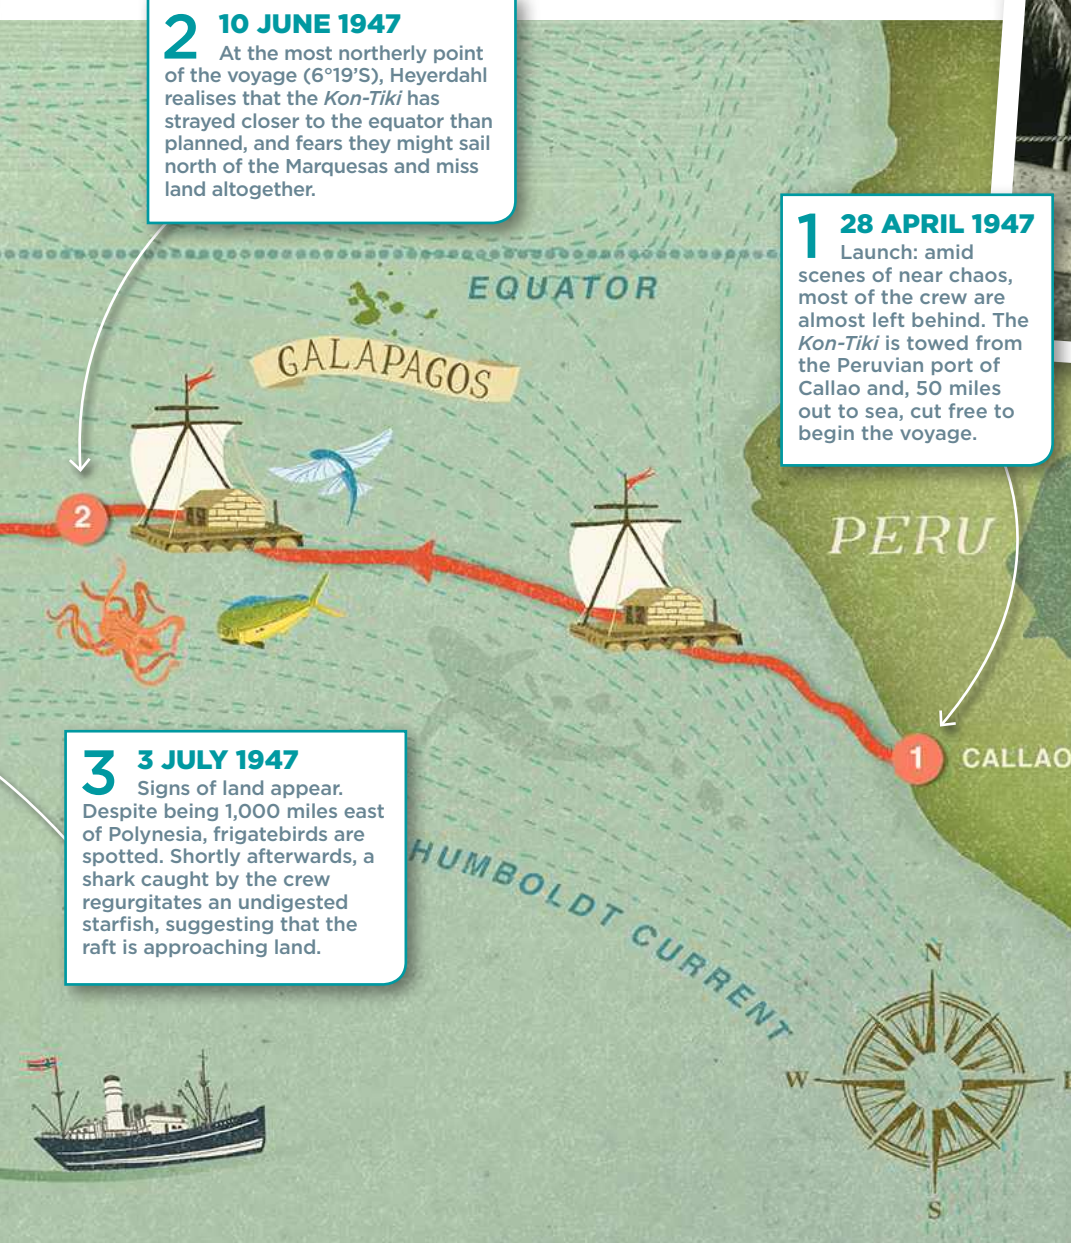 2 10 JUNE 1947
At the most northerly point
of the voyage (6°19’S), Heyerdahl
realises that the Kon-Tiki has
strayed closer to the equator than
planned, and fears they might sail
north of the Marquesas and miss
land altogether.
1 28 APRIL 1947
Launch: amid
scenes of near chaos,
most of the crew are
almost left behind. The
Kon-Tiki is towed from
the Peruvian port of
Callao and, 50 miles
out to sea, cut free to
begin the voyage.
EQUATOR
GALAPAGOS
2
PERU
1
CALLAO
3 3 JULY 1947
Signs of land appear.
Despite being 1,000 miles east
of Polynesia, frigatebirds are
spotted. Shortly afterwards, a
shark caught by the crew
regurgitates an undigested
starfish, suggesting that the
raft is approaching land.
HUMBOLDT CURRENT
N
W
S